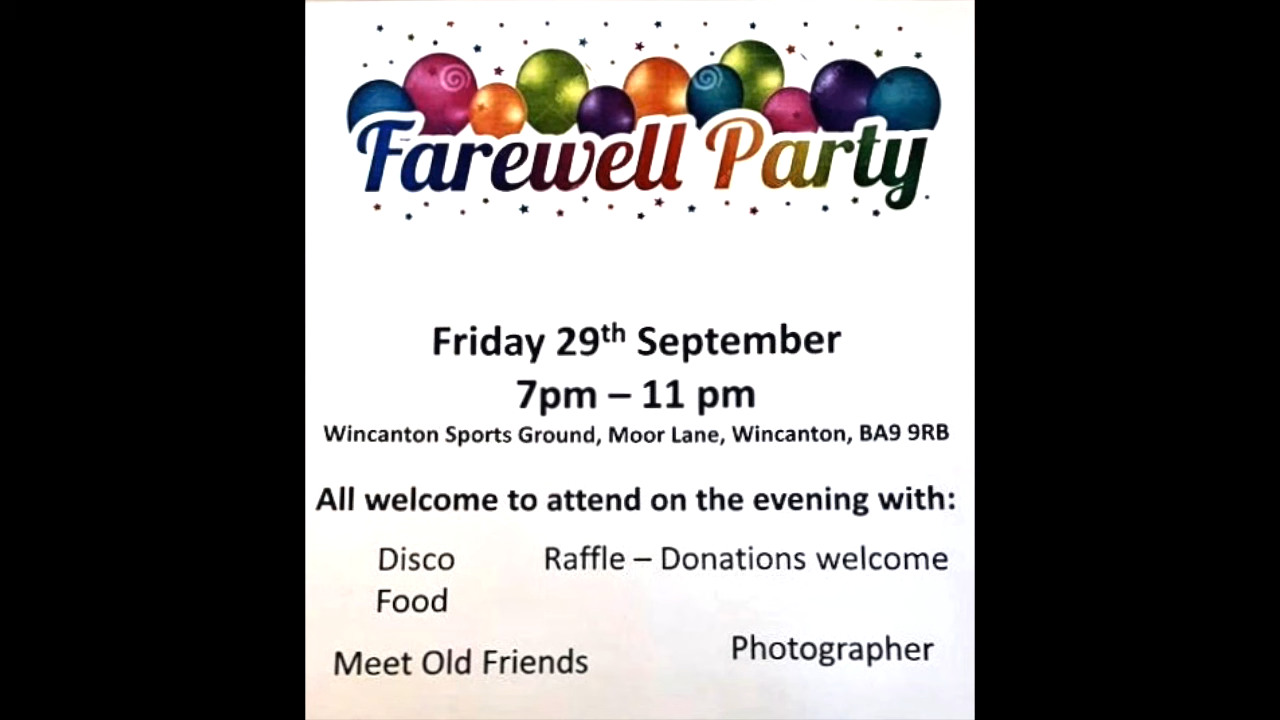 Farewell Party
Friday 29th September
7pm – 11 pm
Wincanton Sports Ground, Moor Lane, Wincanton, BA9 9RB
All welcome to attend on the evening with:
Disco Raffle – Donations welcome
Food
Photographer
Meet Old Friends